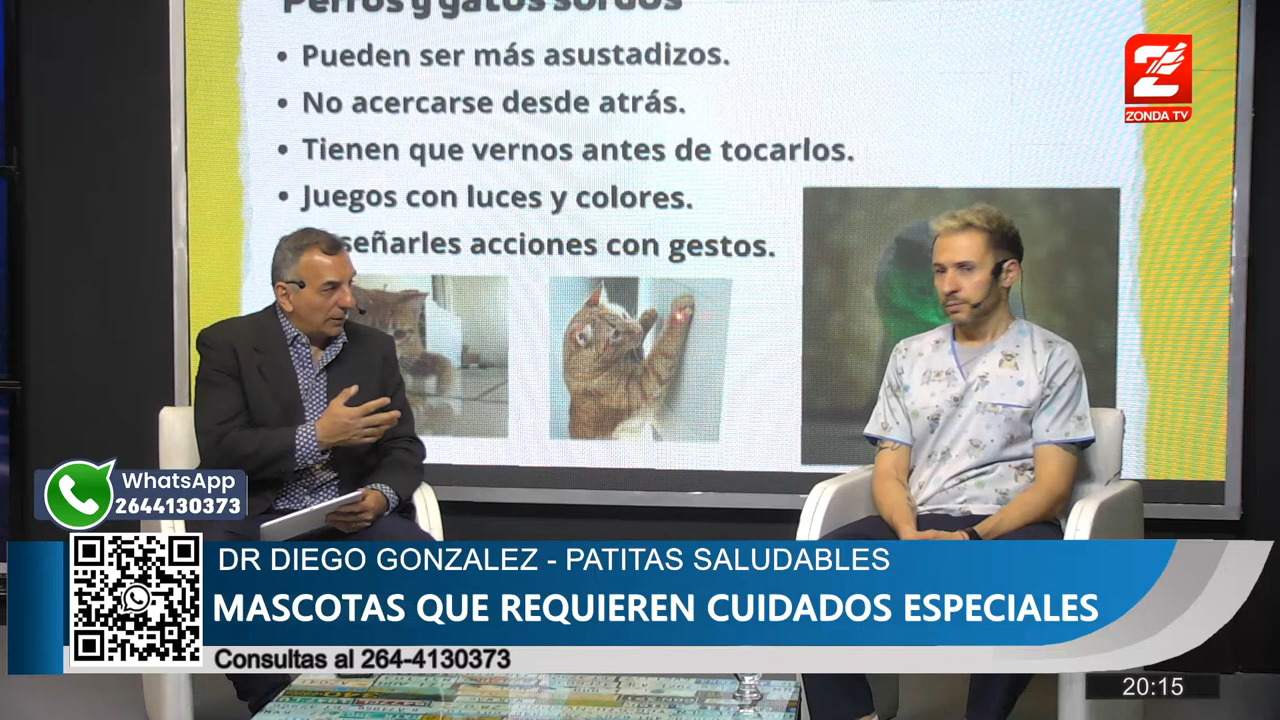 Perros y gatos sordos
• Pueden ser más asustadizos.
• No acercarse desde atrás.
• Tienen que vernos antes de tocarlos.
• Juegos con luces y colores.
señarles acciones con gestos.
ZONDA TV
WhatsApp
2644130373
DR DIEGO GONZALEZ - PATITAS SALUDABLES
MASCOTAS QUE REQUIEREN CUIDADOS ESPECIALES
Consultas al 264-4130373
20:15